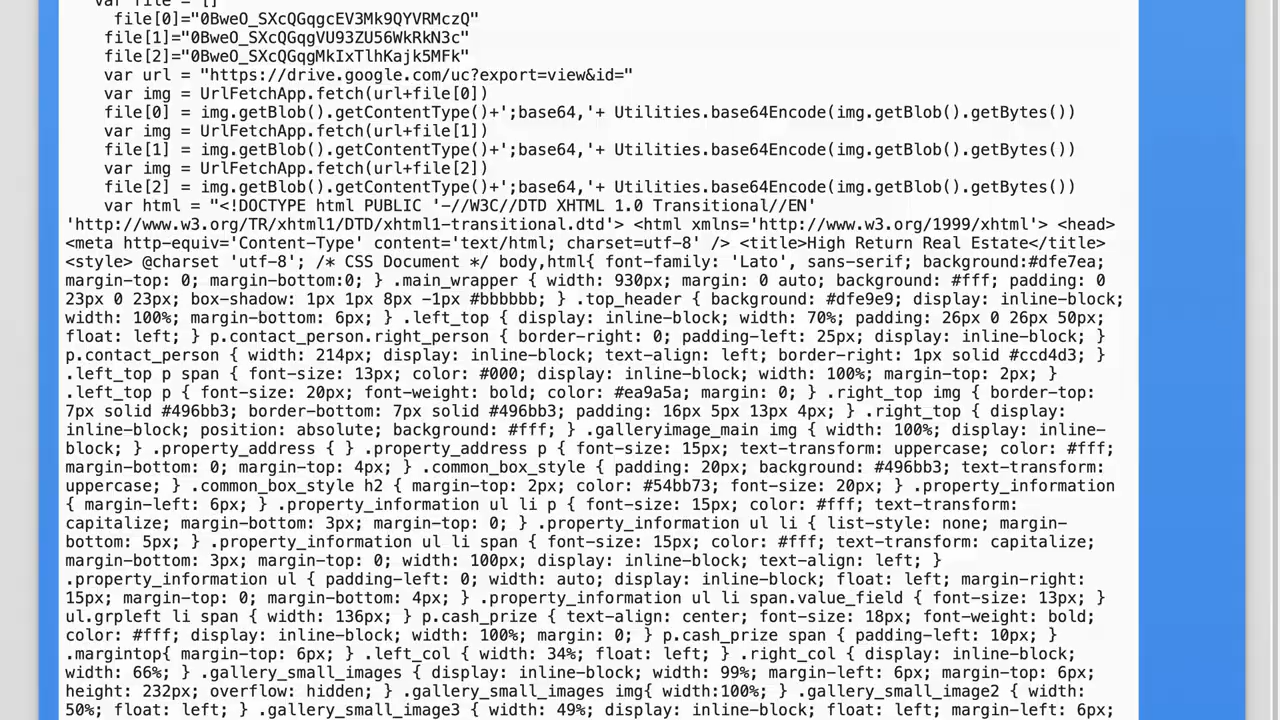 var file = []
file[0]="0BweO_SXcQGqgcEV3Mk9QYVRMczQ"
file[1]="0BweO_SXcQGqgVU93ZU56WkRkN3c"
file[2]="0BweO_SXcQGqgMkIxTlhKajk5MFk"
var url = "https://drive.google.com/uc?export=view&id="
var img = UrlFetchApp.fetch(url+file[0])
file[0] = img.getBlob().getContentType()+';base64,'+ Utilities.base64Encode(img.getBlob().getBytes())
var img = UrlFetchApp.fetch(url+file[1])
file[1] = img.getBlob().getContentType()+';base64,'+ Utilities.base64Encode(img.getBlob().getBytes())
var img = UrlFetchApp.fetch(url+file[2])
file[2] = img.getBlob().getContentType()+';base64,'+ Utilities.base64Encode(img.getBlob().getBytes())
var html = "<!DOCTYPE html PUBLIC '-//W3C//DTD XHTML 1.0 Transitional//EN'
'http://www.w3.org/TR/xhtml1/DTD/xhtml1-transitional.dtd'> <html xmlns='http://www.w3.org/1999/xhtml'> <head>
<meta http-equiv='Content-Type' content='text/html; charset=utf-8' /> <title>High Return Real Estate</title>
<style> @charset 'utf-8'; /* CSS Document */ body,html{ font-family: 'Lato', sans-serif; background:#dfe7ea;
margin-top: 0; margin-bottom:0; } .main_wrapper { width: 930px; margin: 0 auto; background: #fff; padding: 0
23px 0 23px; box-shadow: 1px 1px 8px -1px #bbbbbb; } .top_header { background: #dfe9e9; display: inline-block;
width: 100%; margin-bottom: 6px; } .left_top { display: inline-block; width: 70%; padding: 26px 0 26px 50px;
float: left; } p.contact_person.right_person { border-right: 0; padding-left: 25px; display: inline-block; }
p.contact_person { width: 214px; display: inline-block; text-align: left; border-right: 1px solid #ccd4d3; }
.left_top p span { font-size: 13px; color: #000; display: inline-block; width: 100%; margin-top: 2px; }
.left_top p { font-size: 20px; font-weight: bold; color: #ea9a5a; margin: 0; } .right_top img { border-top:
7px solid #496bb3; border-bottom: 7px solid #496bb3; padding: 16px 5px 13px 4px; } .right_top { display:
inline-block; position: absolute; background: #fff; } .galleryimage_main img { width: 100%; display: inline-
block; } .property_address { } .property_address p { font-size: 15px; text-transform: uppercase; color: #fff;
margin-bottom: 0; margin-top: 4px; } .common_box_style { padding: 20px; background: #496bb3; text-transform:
uppercase; } .common_box_style h2 { margin-top: 2px; color: #54bb73; font-size: 20px; } .property_information
{ margin-left: 6px; } .property_information ul li p { font-size: 15px; color: #fff; text-transform:
capitalize; margin-bottom: 3px; margin-top: 0; } .property_information ul li { list-style: none; margin-
bottom: 5px; } .property_information ul li span { font-size: 15px; color: #fff; text-transform: capitalize;
margin-bottom: 3px; margin-top: 0; width: 100px; display: inline-block; text-align: left; }
.property_information ul { padding-left: 0; width: auto; display: inline-block; float: left; margin-right:
15px; margin-top: 0; margin-bottom: 4px; } .property_information ul li span.value_field { font-size: 13px; }
ul.grpleft li span { width: 136px; } p.cash_prize { text-align: center; font-size: 18px; font-weight: bold;
color: #fff; display: inline-block; width: 100%; margin: 0; } p.cash_prize span { padding-left: 10px; }
.margintop{ margin-top: 6px; } .left_col { width: 34%; float: left; } .right_col { display: inline-block;
width: 66%; } .gallery_small_images { display: inline-block; width: 99%; margin-left: 6px; margin-top: 6px;
height: 232px; overflow: hidden; } .gallery_small_images img{ width:100%; } .gallery_small_image2 { width:
50%; float: left; } .gallery_small_image3 { width: 49%; display: inline-block; float: left; margin-left: 6px;